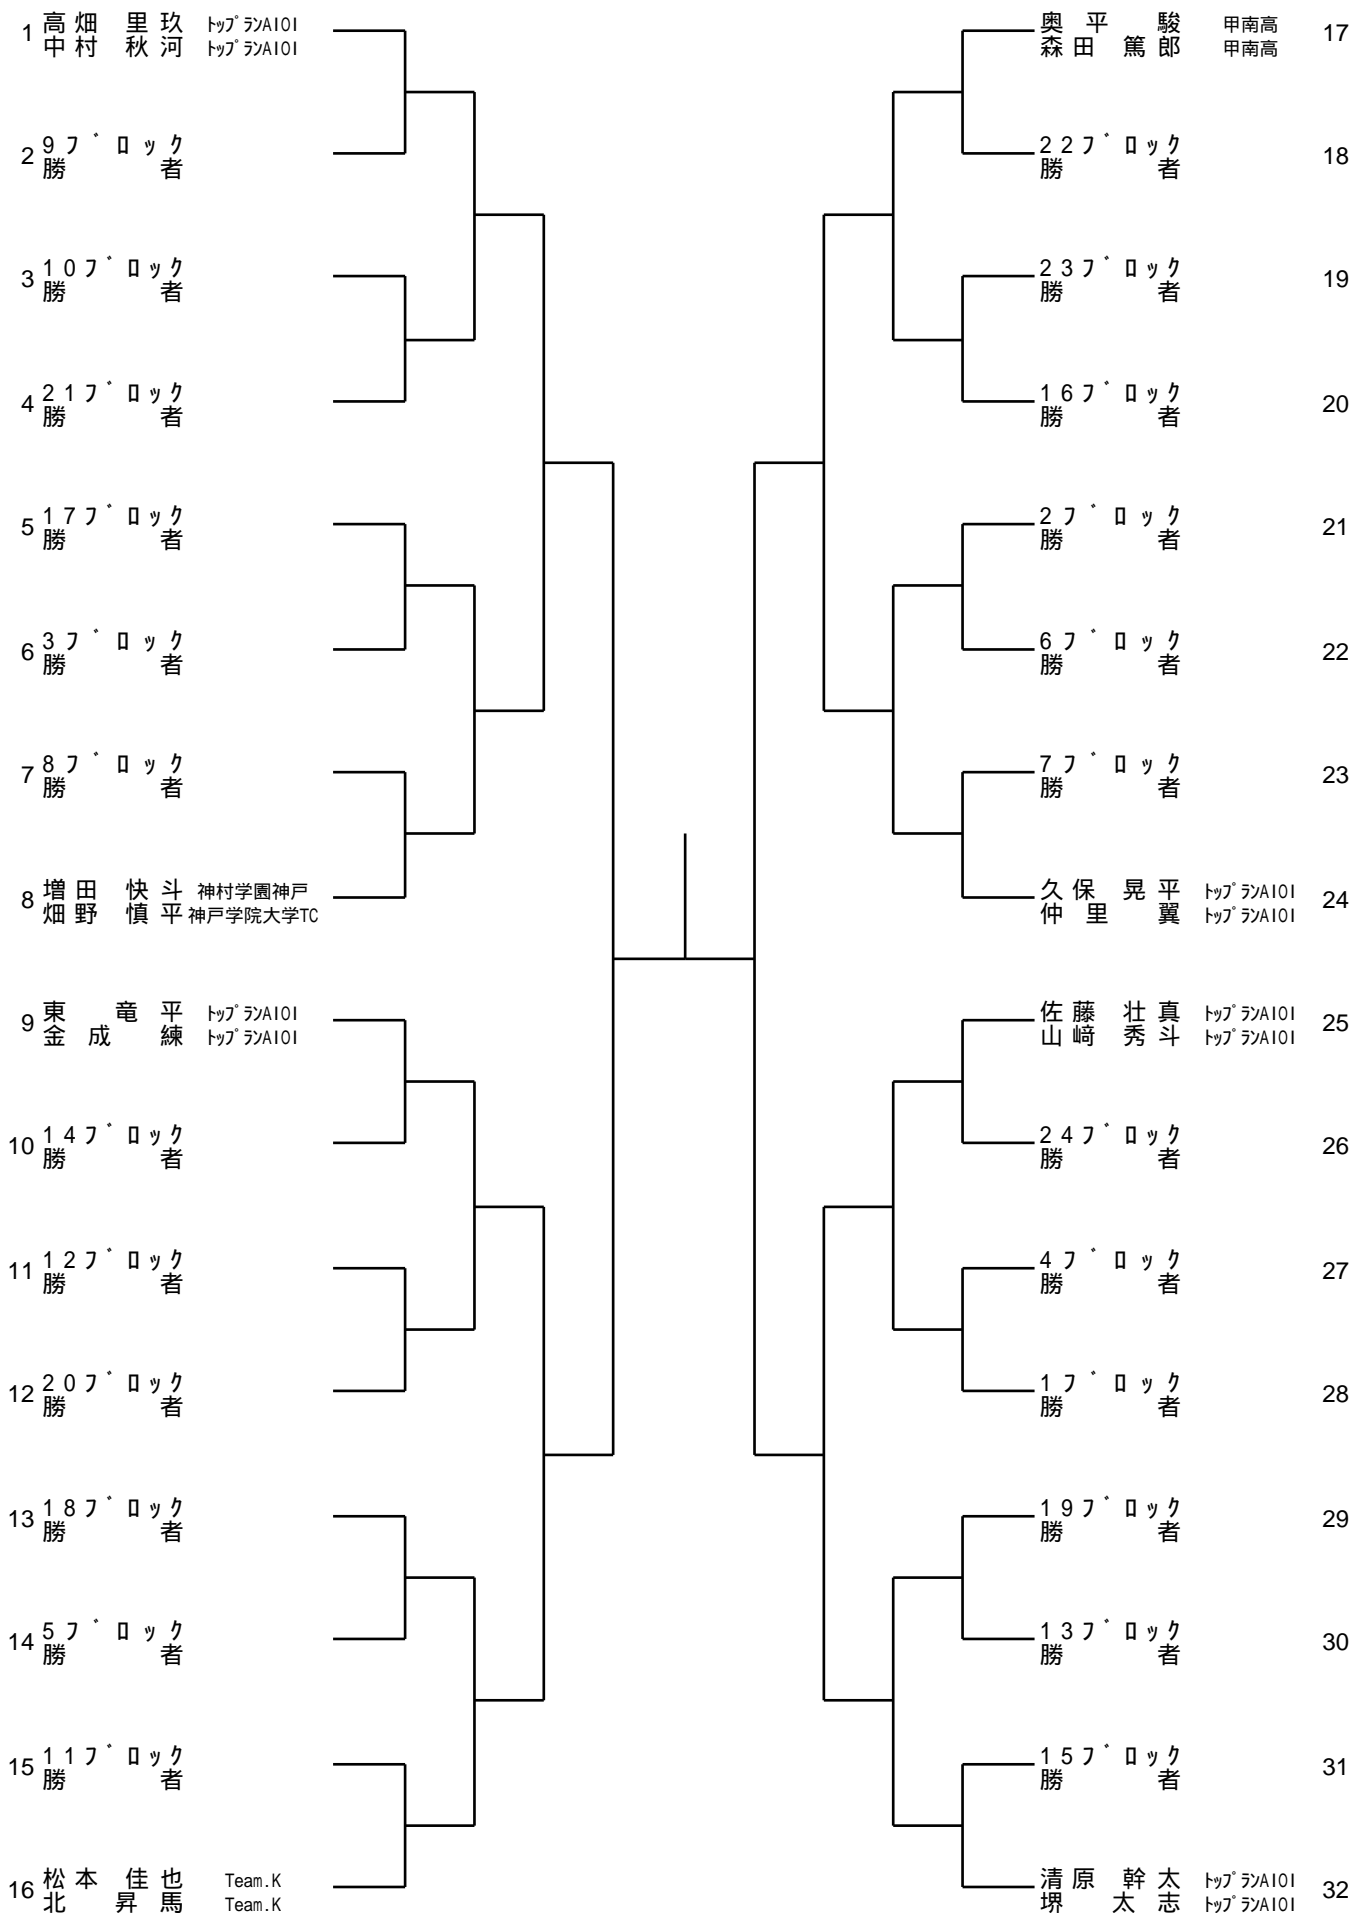 1 高畑 里玖 ﾄｯﾌﾟﾗﾝAIOI
中村 秋河 ﾄｯﾌﾟﾗﾝAIOI
2 9ﾌﾞﾛｯｸ
勝者
3 10ﾌﾞﾛｯｸ
勝者
4 21ﾌﾞﾛｯｸ
勝者
5 17ﾌﾞﾛｯｸ
勝者
6 3ﾌﾞﾛｯｸ
勝者
7 8ﾌﾞﾛｯｸ
勝者
8 増田 快斗 神村学園神戸
畑野 慎平 神戸学院大学TC
9 東 竜平 ﾄｯﾌﾟﾗﾝAIOI
金成 練 ﾄｯﾌﾟﾗﾝAIOI
10 14ﾌﾞﾛｯｸ
勝者
11 12ﾌﾞﾛｯｸ
勝者
12 20ﾌﾞﾛｯｸ
勝者
13 18ﾌﾞﾛｯｸ
勝者
14 5ﾌﾞﾛｯｸ
勝者
15 11ﾌﾞﾛｯｸ
勝者
16 松本 佳也 Team.K
北 昇馬 Team.K
奥平 駿 甲南高 17
森田 篤郎 甲南高
22ﾌﾞﾛｯｸ 18
勝者
23ﾌﾞﾛｯｸ 19
勝者
16ﾌﾞﾛｯｸ 20
勝者
2ﾌﾞﾛｯｸ 21
勝者
6ﾌﾞﾛｯｸ 22
勝者
7ﾌﾞﾛｯｸ 23
勝者
久保 晃平 ﾄｯﾌﾟﾗﾝAIOI 24
仲里 翼 ﾄｯﾌﾟﾗﾝAIOI
佐藤 壮真 ﾄｯﾌﾟﾗﾝAIOI 25
山﨑 秀斗 ﾄｯﾌﾟﾗﾝAIOI
24ﾌﾞﾛｯｸ 26
勝者
4ﾌﾞﾛｯｸ 27
勝者
1ﾌﾞﾛｯｸ 28
勝者
19ﾌﾞﾛｯｸ 29
勝者
13ﾌﾞﾛｯｸ 30
勝者
15ﾌﾞﾛｯｸ 31
勝者
清原 幹太 ﾄｯﾌﾟﾗﾝAIOI 32
堺 太志 ﾄｯﾌﾟﾗﾝAIOI